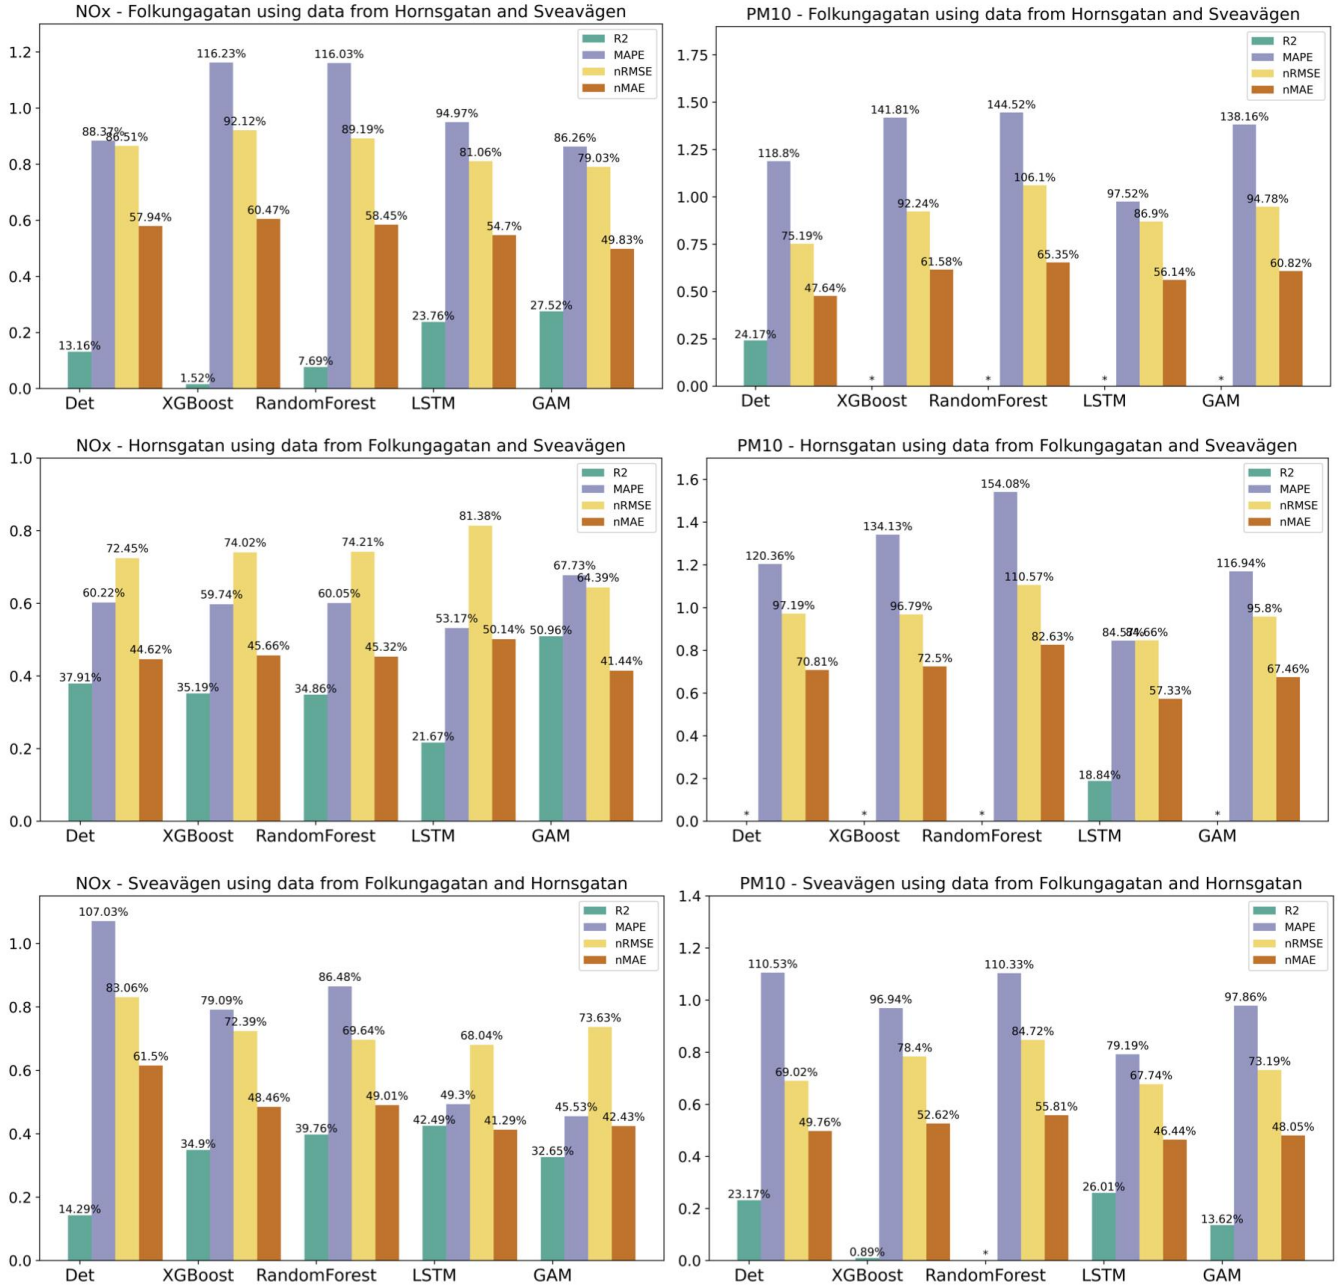 NOx - Folkungagatan using data from Hornsgatan and Sveavägen
R2
MAPE
nRMSE
nMAE
1.2
1.0
0.8
0.6
0.4
0.2
0.0
13.16% 88.37% 86.51% 57.94%
1.52% 116.23% 92.12% 60.47%
7.69% 116.03% 89.19% 58.45%
23.76% 94.97% 81.06% 54.7%
27.52% 86.26% 79.03% 49.83%
Det XGBoost RandomForest LSTM GAM
PM10 - Folkungagatan using data from Hornsgatan and Sveavägen
R2
MAPE
nRMSE
nMAE
1.75
1.50
1.25
1.00
0.75
0.50
0.25
0.00
24.17% 118.8% 75.19% 47.64%
* 141.81% 92.24% 61.58%
* 144.52% 106.1% 65.35%
* 97.52% 86.9% 56.14%
* 138.16% 94.78% 60.82%
Det XGBoost RandomForest LSTM GAM
NOx - Hornsgatan using data from Folkungagatan and Sveavägen
R2
MAPE
nRMSE
nMAE
1.0
0.8
0.6
0.4
0.2
0.0
37.91% 60.22% 72.45% 44.62%
35.19% 59.74% 74.02% 45.66%
34.86% 60.05% 74.21% 45.32%
21.67% 53.17% 81.38% 50.14%
50.96% 67.73% 64.39% 41.44%
Det XGBoost RandomForest LSTM GAM
PM10 - Hornsgatan using data from Folkungagatan and Sveavägen
R2
MAPE
nRMSE
nMAE
1.6
1.4
1.2
1.0
0.8
0.6
0.4
0.2
0.0
* 120.36% 97.19% 70.81%
* 134.13% 96.79% 72.5%
* 154.08% 110.57% 82.63%
18.84% 84.66% 57.33%
* 116.94% 95.8% 67.46%
Det XGBoost RandomForest LSTM GAM
NOx - Sveavägen using data from Folkungagatan and Hornsgatan
R2
MAPE
nRMSE
nMAE
1.0
0.8
0.6
0.4
0.2
0.0
14.29% 107.03% 83.06% 61.5%
34.9% 79.09% 72.39% 48.46%
39.76% 86.48% 69.64% 49.01%
42.49% 49.3% 68.04% 41.29%
32.65% 45.53% 73.63% 42.43%
Det XGBoost RandomForest LSTM GAM
PM10 - Sveavägen using data from Folkungagatan and Hornsgatan
R2
MAPE
nRMSE
nMAE
1.4
1.2
1.0
0.8
0.6
0.4
0.2
0.0
23.17% 110.53% 69.02% 49.76%
0.89% 96.94% 78.4% 52.62%
* 110.33% 84.72% 55.81%
26.01% 79.19% 67.74% 46.44%
13.62% 97.86% 73.19% 48.05%
Det XGBoost RandomForest LSTM GAM